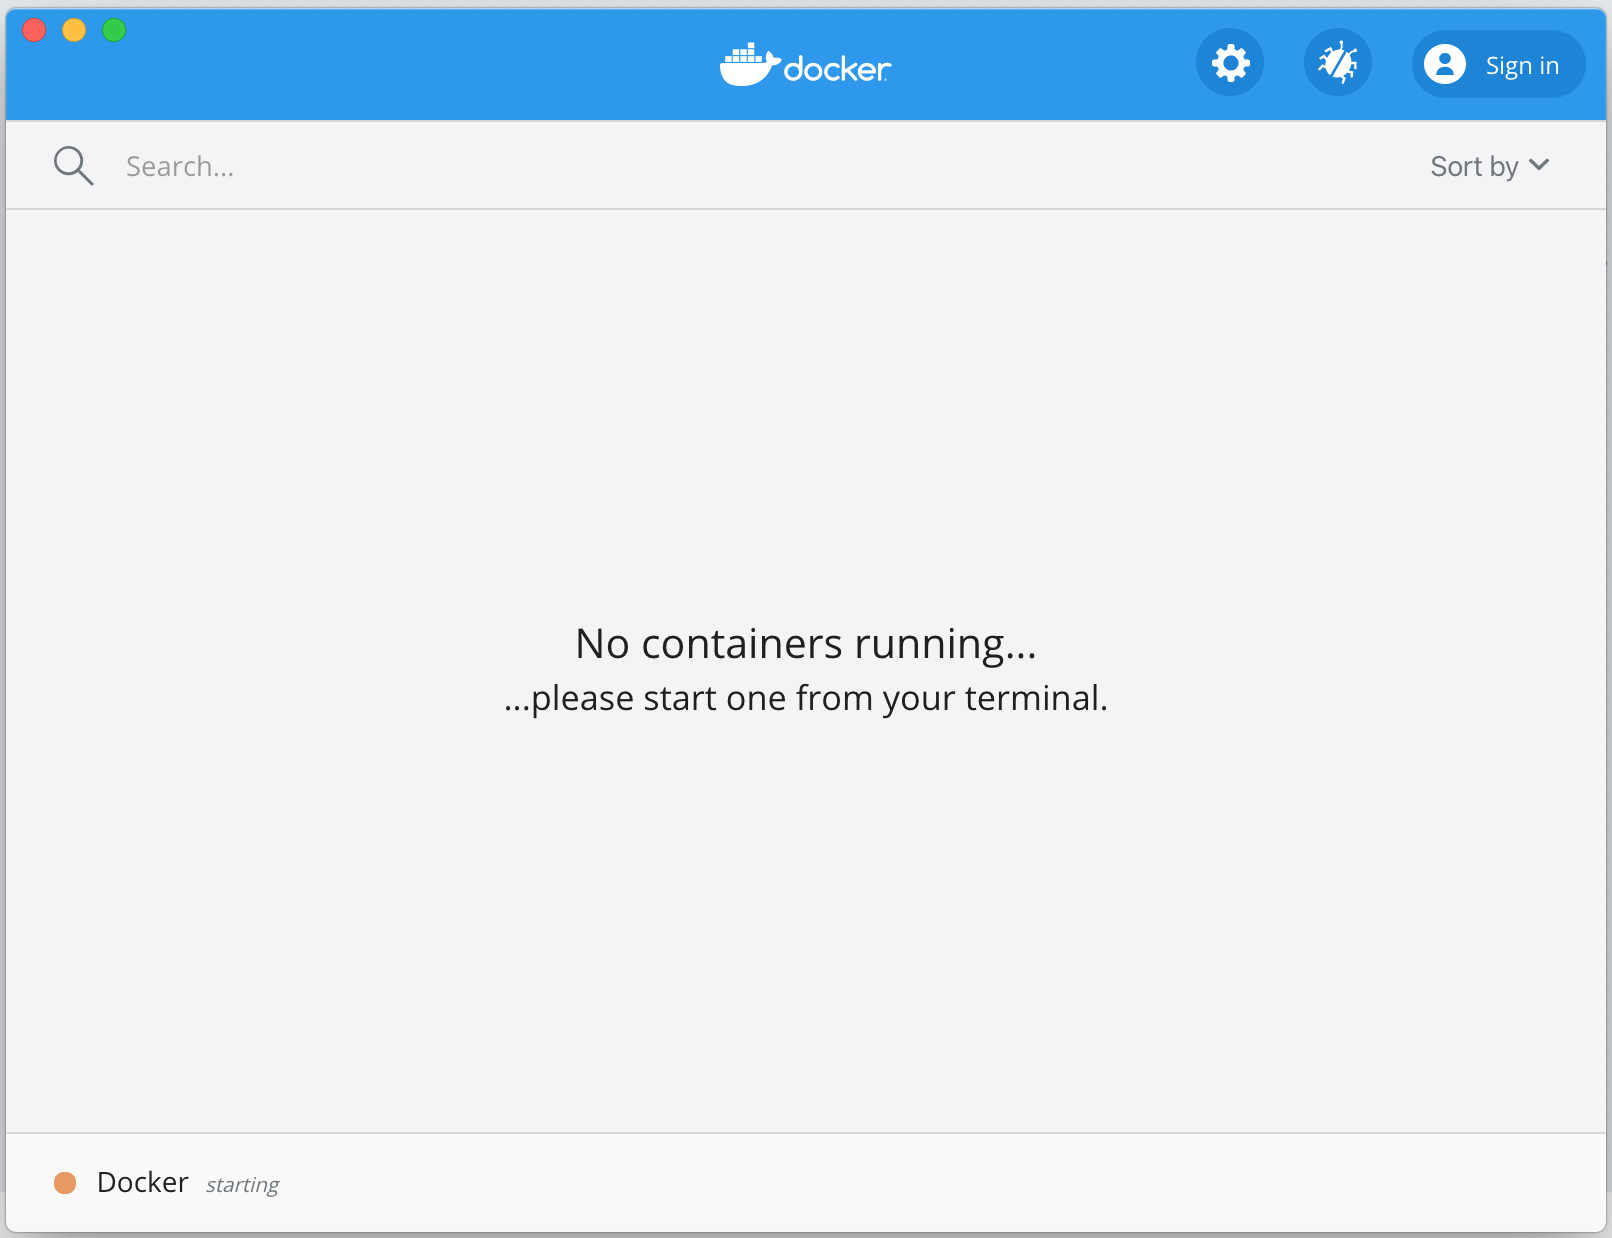 docker
Sign in
Search...
Sort by
No containers running...
...please start one from your terminal.
Docker starting